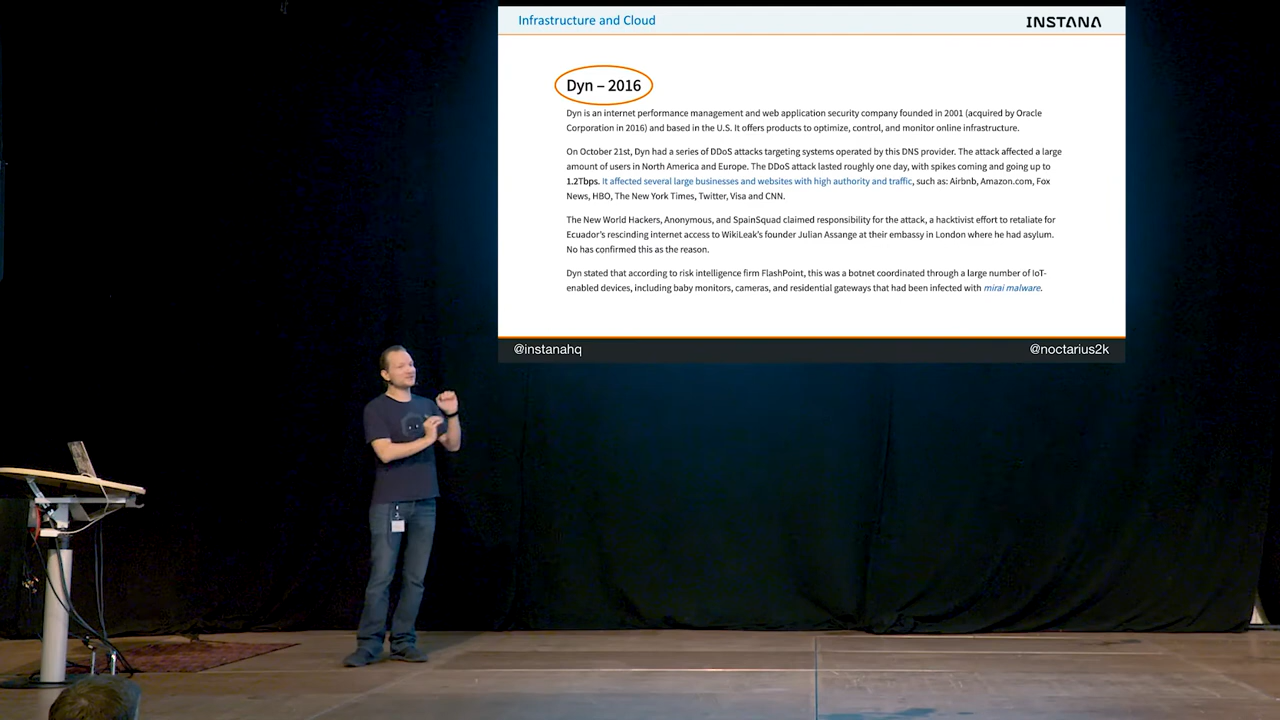 Infrastructure and Cloud
INSTANA
Dyn – 2016
Dyn is an internet performance management and web application security company founded in 2001 (acquired by Oracle
Corporation in 2016) and based in the U.S. It offers products to optimize, control, and monitor online infrastructure.
On October 21st, Dyn had a series of DDoS attacks targeting systems operated by this DNS provider. The attack affected a large
amount of users in North America and Europe. The DDoS attack lasted roughly one day, with spikes coming and going up to
1.2Tbps. It affected several large businesses and websites with high authority and traffic, such as: Airbnb, Amazon.com, Fox
News, HBO, The New York Times, Twitter, Visa and CNN.
The New World Hackers, Anonymous, and SpainSquad claimed responsibility for the attack, a hacktivist effort to retaliate for
Ecuador's rescinding internet access to WikiLeak's founder Julian Assange at their embassy in London where he had asylum.
No has confirmed this as the reason.
Dyn stated that according to risk intelligence firm FlashPoint, this was a botnet coordinated through a large number of IoT-
enabled devices, including baby monitors, cameras, and residential gateways that had been infected with mirai malware.
@instanahq
@noctarius2k